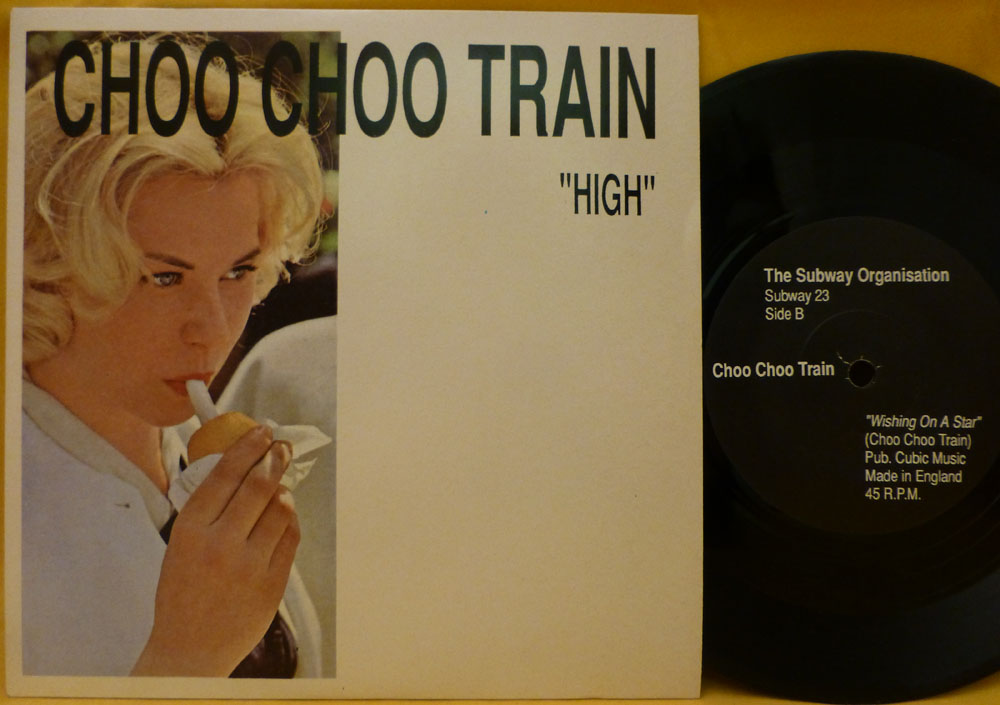 CHOO CHOO TRAIN
"HIGH"
The Subway Organisation
Subway 23
Side B
Choo Choo Train
"Wishing On A Star"
(Choo Choo Train)
Pub. Cubic Music
Made in England
45 R.P.M.